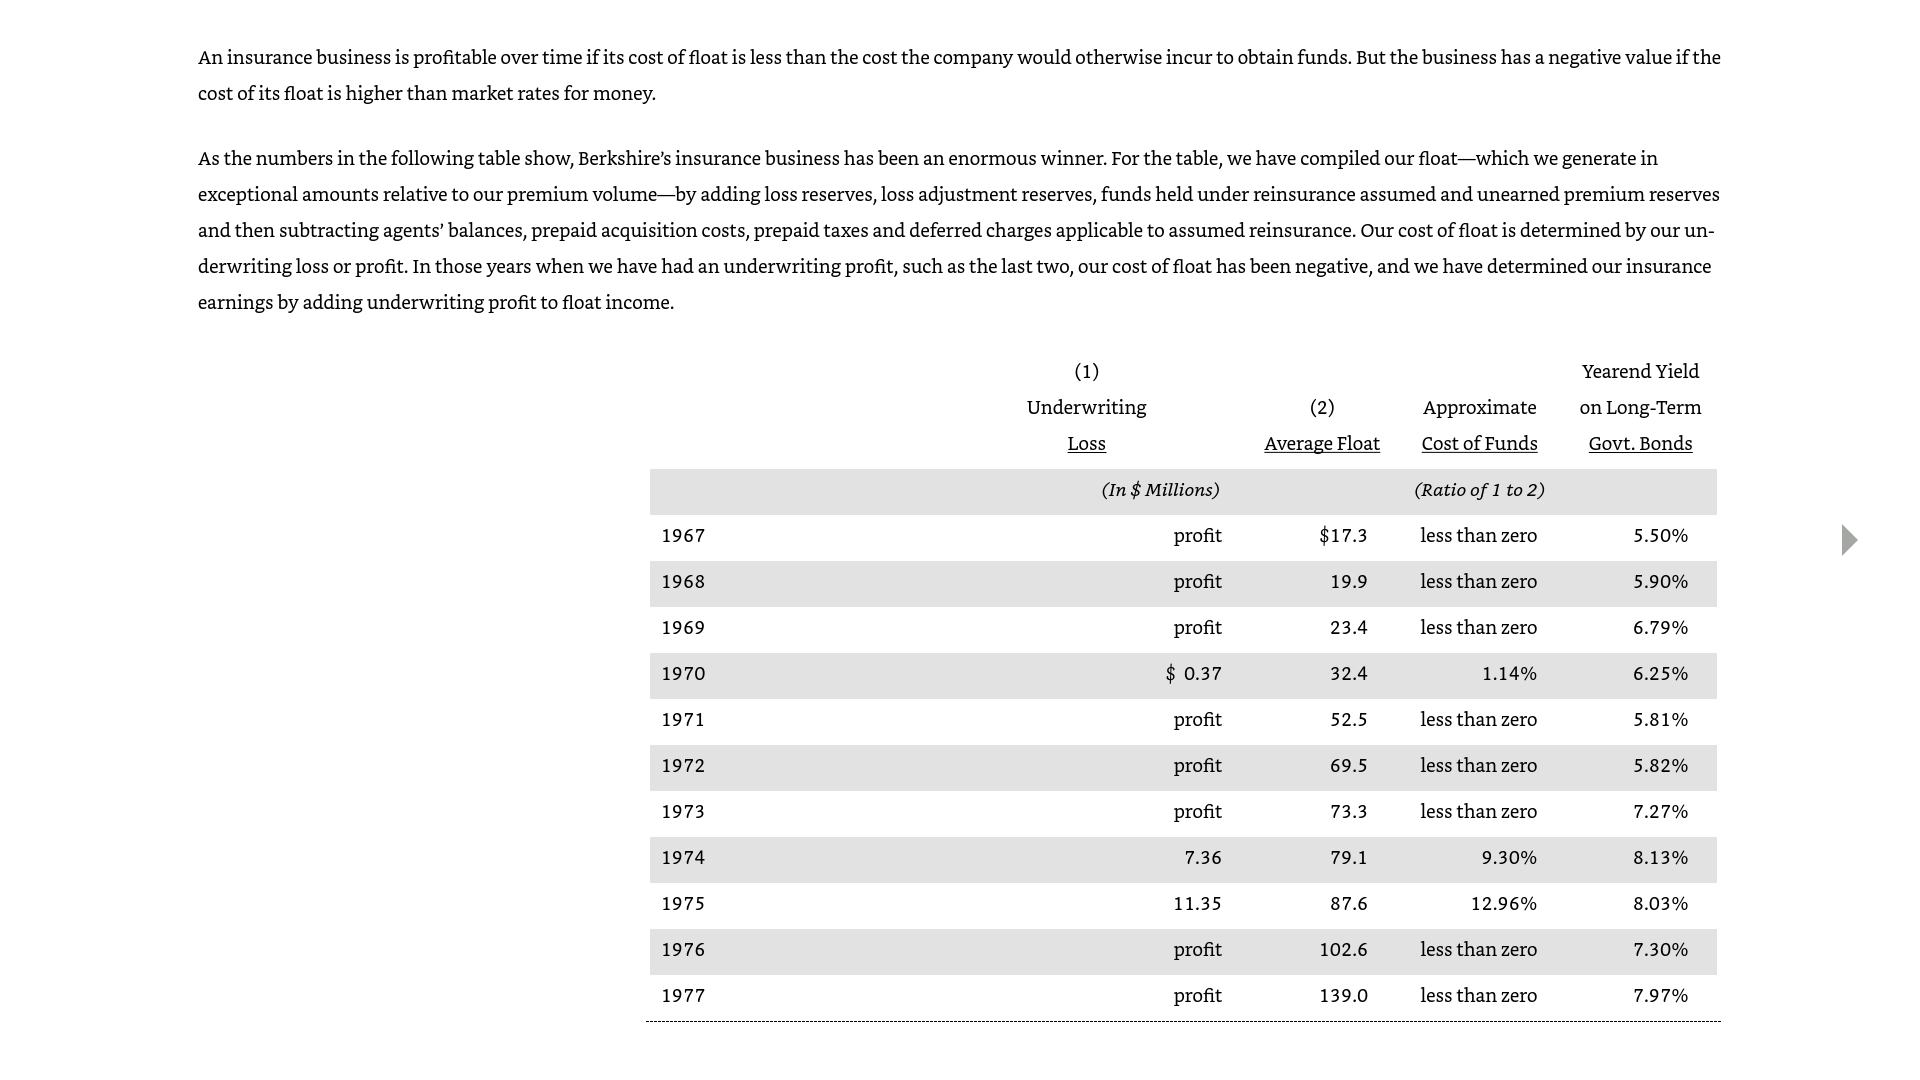 An insurance business is profitable over time if its cost of float is less than the cost the company would otherwise incur to obtain funds. But the business has a negative value if the
cost of its float is higher than market rates for money.
As the numbers in the following table show, Berkshire’s insurance business has been an enormous winner. For the table, we have compiled our float—which we generate in
exceptional amounts relative to our premium volume—by adding loss reserves, loss adjustment reserves, funds held under reinsurance assumed and unearned premium reserves
and then subtracting agents’ balances, prepaid acquisition costs, prepaid taxes and deferred charges applicable to assumed reinsurance. Our cost of float is determined by our un-
derwriting loss or profit. In those years when we have had an underwriting profit, such as the last two, our cost of float has been negative, and we have determined our insurance
earnings by adding underwriting profit to float income.
(1) Yearend Yield
Underwriting (2) Approximate on Long-Term
Loss Average Float Cost of Funds Govt. Bonds
(In $ Millions) (Ratio of 1 to 2)
1967 profit $17.3 less than zero 5.50%
1968 profit 19.9 less than zero 5.90%
1969 profit 23.4 less than zero 6.79%
1970 $ 0.37 32.4 1.14% 6.25%
1971 profit 52.5 less than zero 5.81%
1972 profit 69.5 less than zero 5.82%
1973 profit 73.3 less than zero 7.27%
1974 7.36 79.1 9.30% 8.13%
1975 11.35 87.6 12.96% 8.03%
1976 profit 102.6 less than zero 7.30%
1977 profit 139.0 less than zero 7.97%